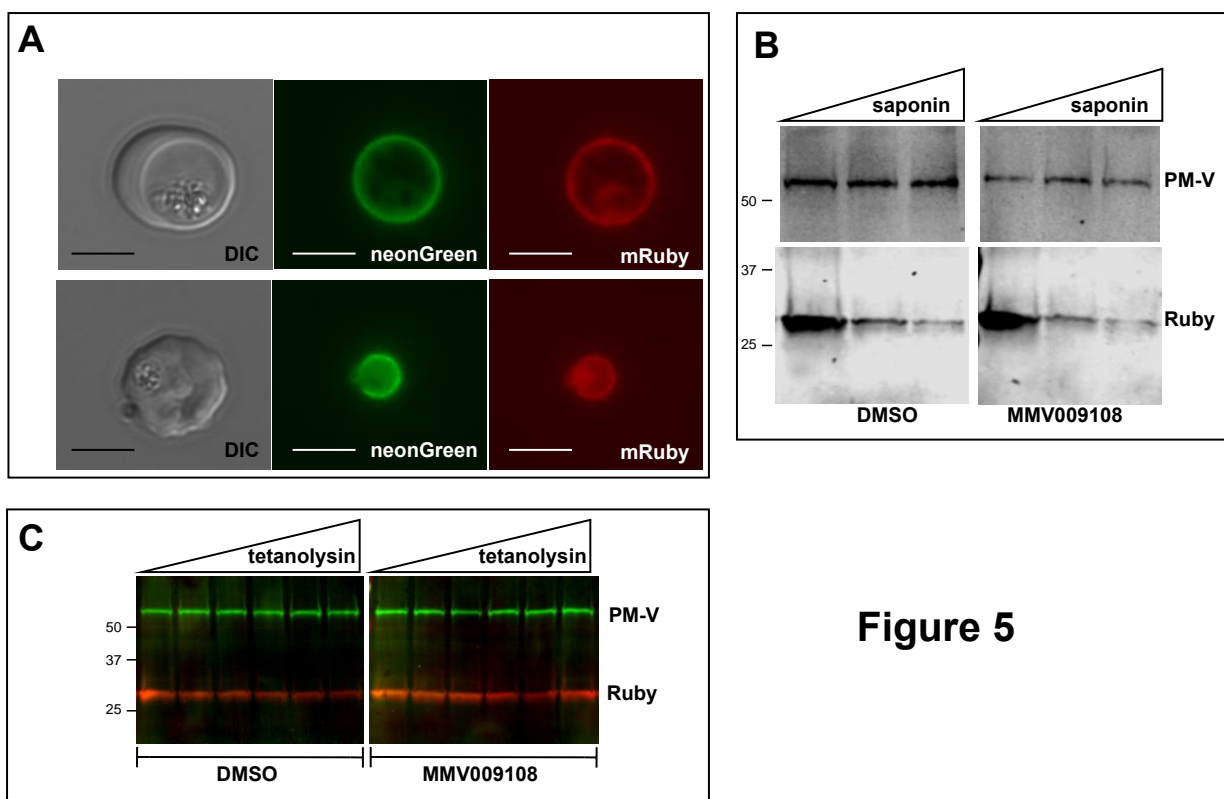 A
DIC
neonGreen
mRuby
DIC
neonGreen
mRuby
B
saponin
saponin
50
PM-V
37
25
Ruby
DMSO
MMV009108
C
tetanolysin
tetanolysin
50
37
25
PM-V
Ruby
DMSO
MMV009108
Figure 5